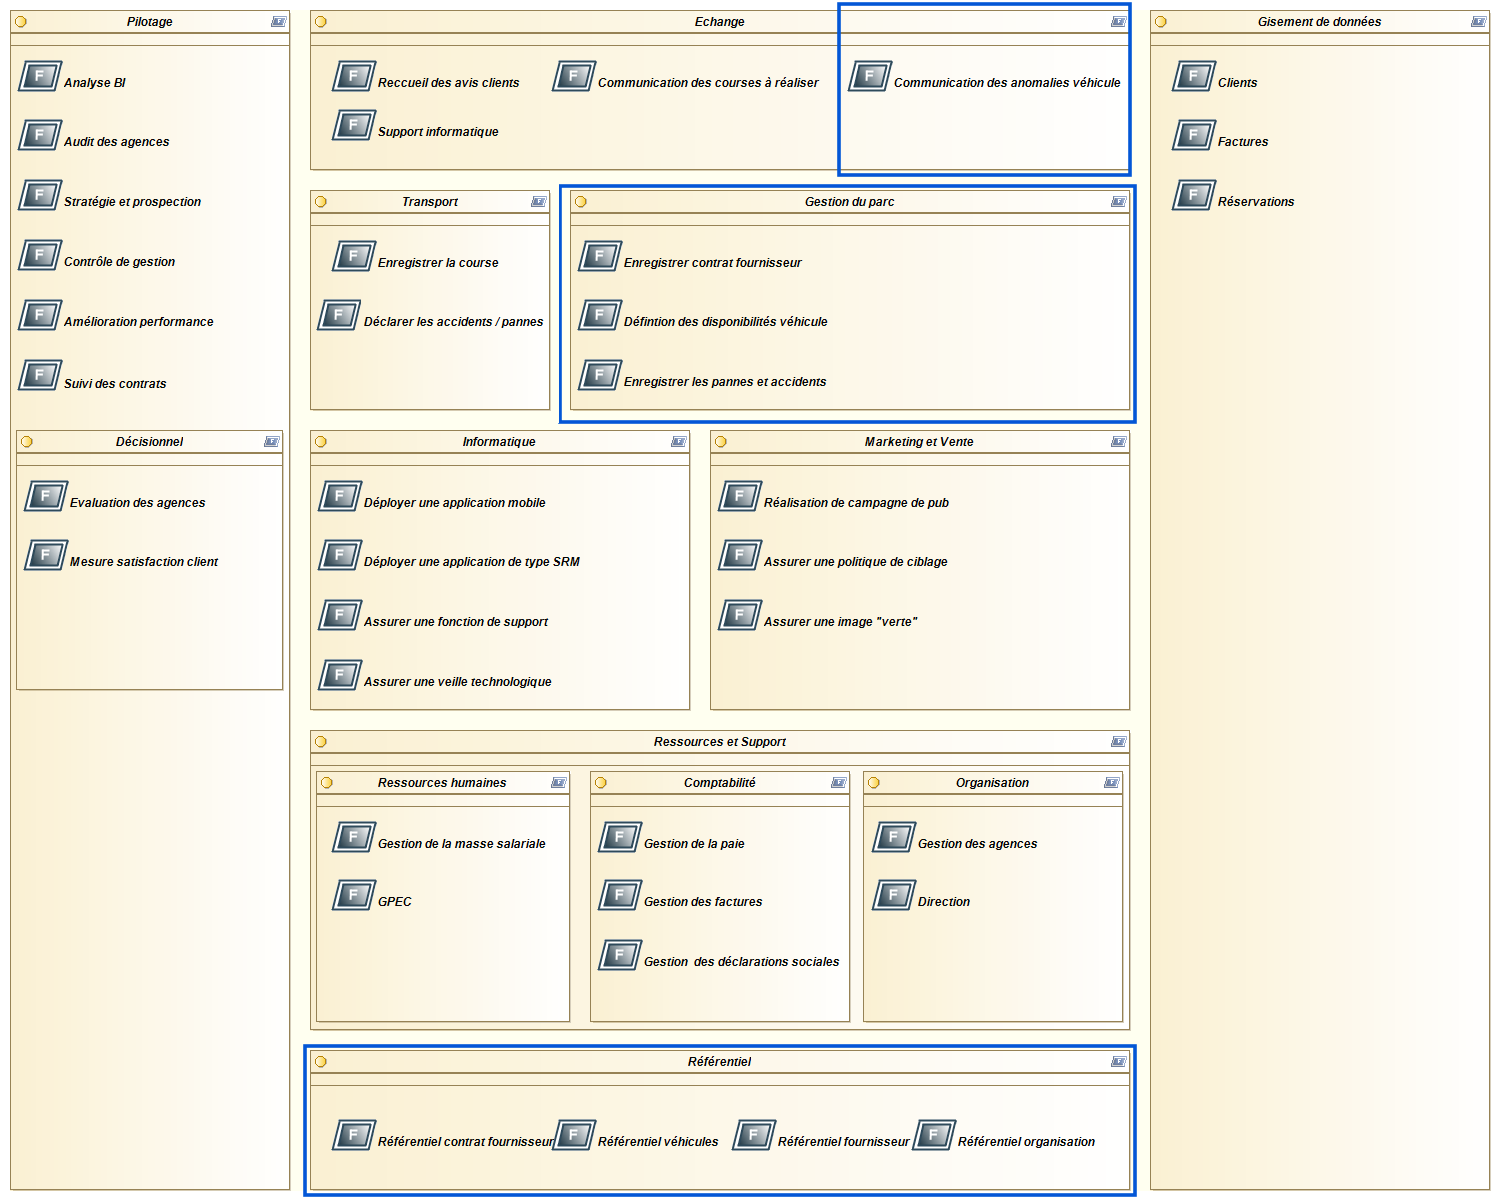 Pilotage
Analyse BI
Audit des agences
Stratégie et prospection
Contrôle de gestion
Amélioration performance
Suivi des contrats
Décisionnel
Evaluation des agences
Mesure satisfaction client
Echange
Reccueil des avis clients
Communication des courses à réaliser
Communication des anomalies véhicule
Support informatique
Transport
Enregistrer la course
Déclarer les accidents / pannes
Gestion du parc
Enregistrer contrat fournisseur
Défintion des disponibilités véhicule
Enregistrer les pannes et accidents
Informatique
Déployer une application mobile
Déployer une application de type SRM
Assurer une fonction de support
Assurer une veille technologique
Marketing et Vente
Réalisation de campagne de pub
Assurer une politique de ciblage
Assurer une image "verte"
Ressources et Support
Ressources humaines
Gestion de la masse salariale
GPEC
Comptabilité
Gestion de la paie
Gestion des factures
Gestion  des déclarations sociales
Organisation
Gestion des agences
Direction
Référentiel
Référentiel contrat fournisseur
Référentiel véhicules
Référentiel fournisseur
Référentiel organisation
Gisement de données
Clients
Factures
Réservations